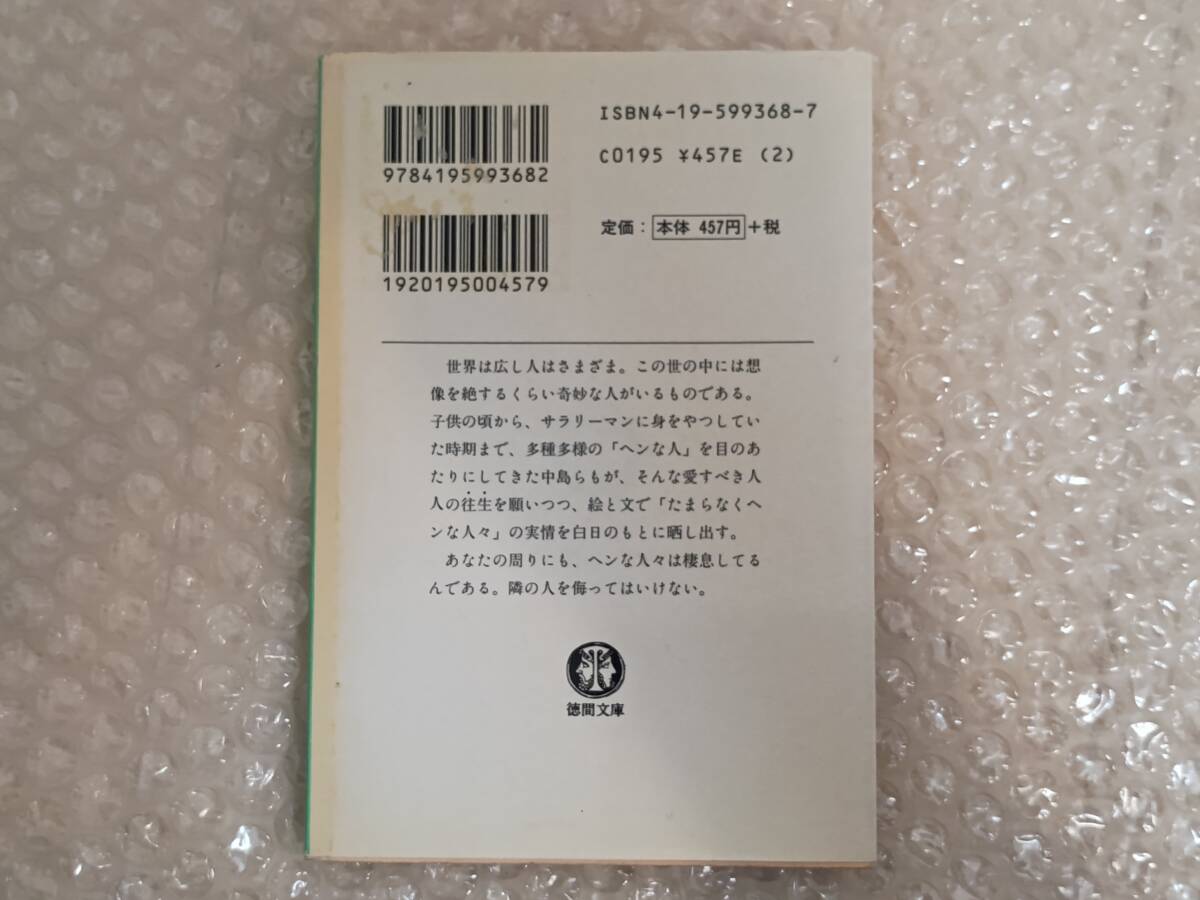 ISBN4-19-599368-7
C0195 ¥457E (2)
9784195993682
定価：本体 457円+税
1920195004579
世界は広し人はさまざま。この世の中には想
像を絶するくらい奇妙な人がいるものである。
子供の頃から、サラリーマンに身をやつしてい
た時期まで、多種多様の「ヘンな人」を目のあ
たりにしてきた中島らもが、そんな愛すべき人
人の往生を願いつつ、絵と文で「たまらなくヘ
ンな人々」の実情を白日のもとに晒し出す。
あなたの周りにも、ヘンな人々は棲息してる
んである。隣の人を侮ってはいけない。
徳間文庫